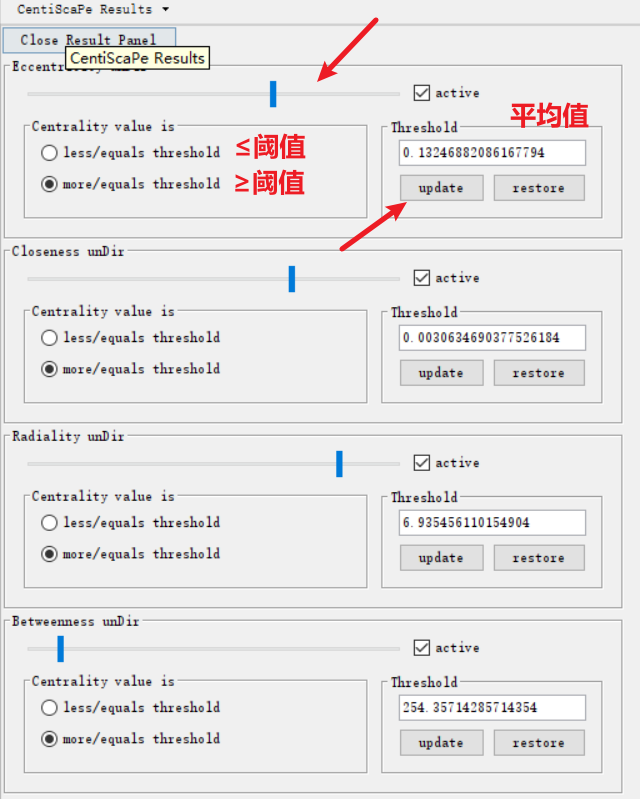 CentiScaPe Results ▾
Close Result Panel
CentiScaPe Results
active
平均值
Centrality value is
Threshold
less/equals threshold ≤阈值
0.13246882086167794
more/equals threshold ≥阈值
update restore
Closeness unDir
active
Centrality value is
Threshold
less/equals threshold
0.0030634690377526184
more/equals threshold
update restore
Radiality unDir
active
Centrality value is
Threshold
less/equals threshold
6.935456110154904
more/equals threshold
update restore
Betweenness unDir
active
Centrality value is
Threshold
less/equals threshold
254.35714285714354
more/equals threshold
update restore